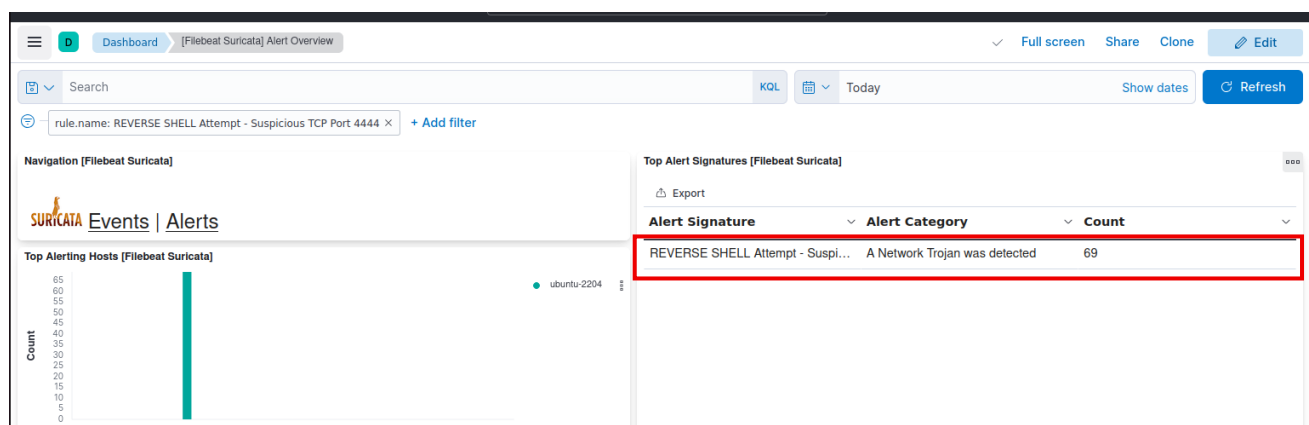 D Dashboard [Filebeat Suricata] Alert Overview Full screen Share Clone Edit
Search KQL Today Show dates Refresh
rule.name: REVERSE SHELL Attempt - Suspicious TCP Port 4444 × + Add filter
Navigation [Filebeat Suricata]
SURICATA Events | Alerts
Top Alerting Hosts [Filebeat Suricata]
65
60
55
50
45
40
35
30
25
20
15
10
5
0
Count
ubuntu-2204
Top Alert Signatures [Filebeat Suricata]
Export
Alert Signature Alert Category Count
REVERSE SHELL Attempt - Suspi... A Network Trojan was detected 69